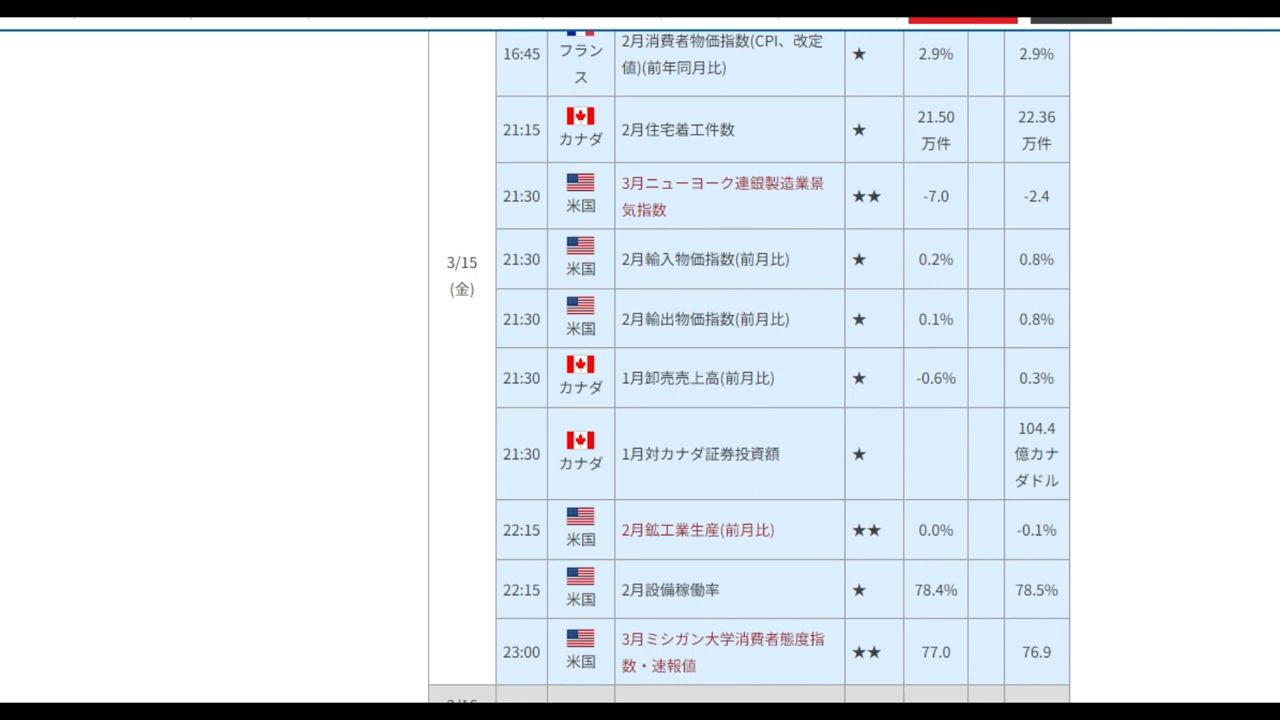 2月消費者物価指数(CPI、改定
16:45
フラン
ス
値)(前年同月比)
★
2.9%
2.9%
21:15
カナダ
2月住宅着工件数
★
21.50
万件
22.36
万件
21:30
米国
3月ニューヨーク連銀製造業景
気指数
★★
-7.0
-2.4
3/15
(金)
21:30
米国
2月輸入物価指数(前月比)
★
0.2%
0.8%
21:30
米国
2月輸出物価指数(前月比)
★
0.1%
0.8%
21:30
カナダ
1月卸売売上高(前月比)
★
-0.6%
0.3%
21:30
カナダ
1月対カナダ証券投資額
★
104.4
億カナ
ダドル
22:15
米国
2月鉱工業生産(前月比)
★★
0.0%
-0.1%
22:15
米国
2月設備稼働率
★
78.4%
78.5%
23:00
米国
3月ミシガン大学消費者態度指
数・速報値
★★
77.0
76.9